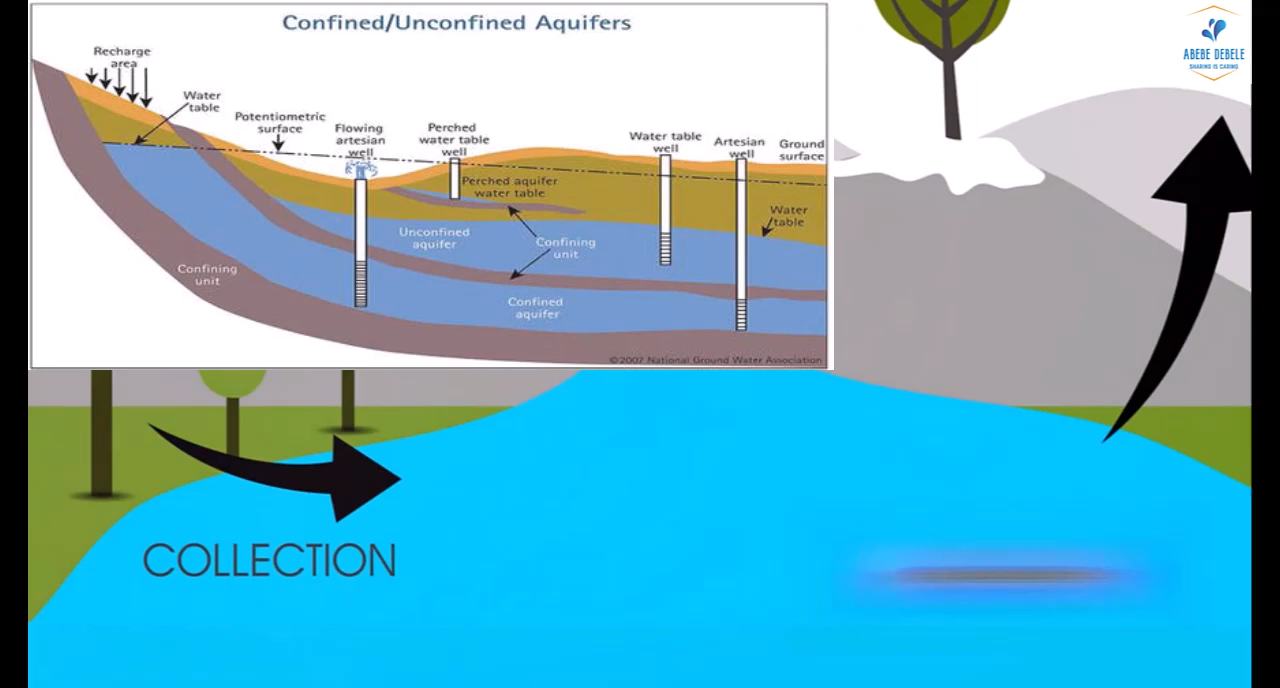 Confined/Unconfined Aquifers
Recharge
area
Water
table
Potentiometric
surface
Flowing
artesian
well
Perched
water table
well
Water table
well
Artesian
well
Ground
surface
Perched aquifer
water table
Water
table
Unconfined
aquifer
Confining
unit
Confining
unit
Confined
aquifer
©2007 National Ground Water Association
ABEBE DEBELE
SHARING IS CARING
COLLECTION